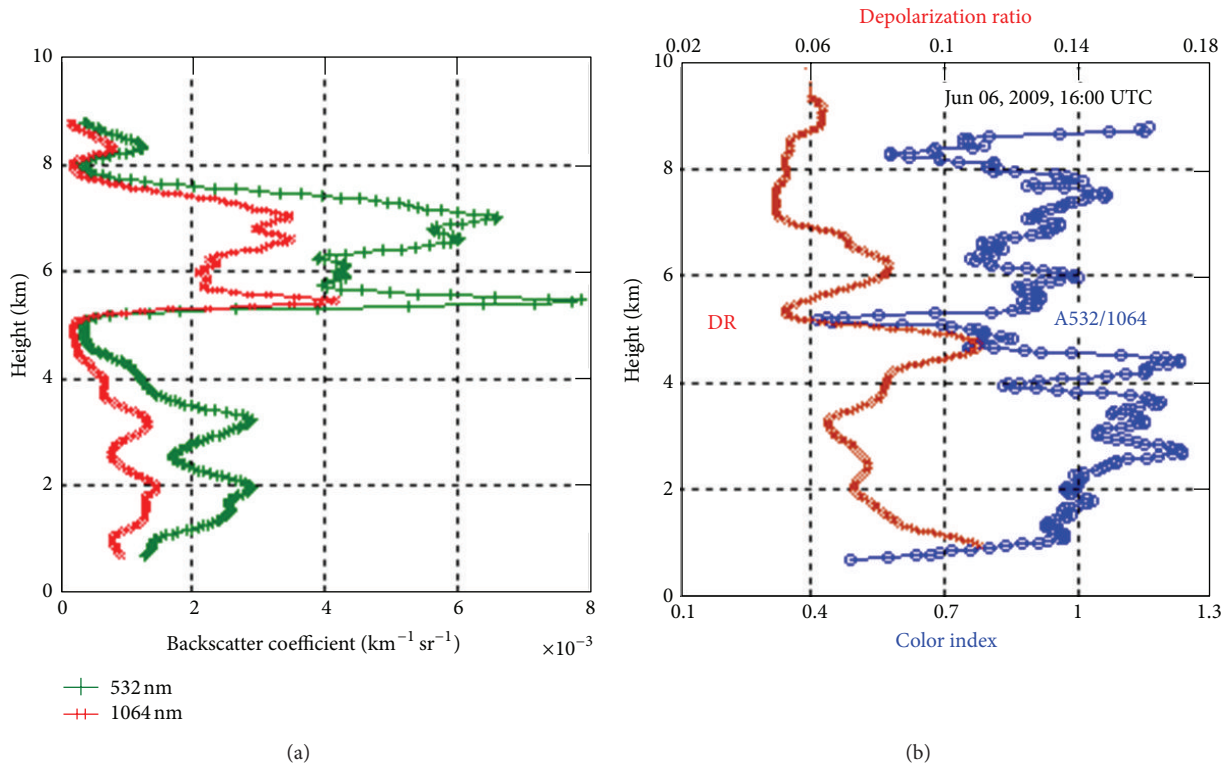 Depolarization ratio
0.02 0.06 0.1 0.14 0.18
10
8
6
4
2
0
Height (km)
0 2 4 6 8
Backscatter coefficient (km−1 sr−1)
×10−3
532 nm
1064 nm
(a)
10
8
6
4
2
0
Height (km)
Jun 06, 2009, 16:00 UTC
DR
A532/1064
0.1 0.4 0.7 1 1.3
Color index
(b)